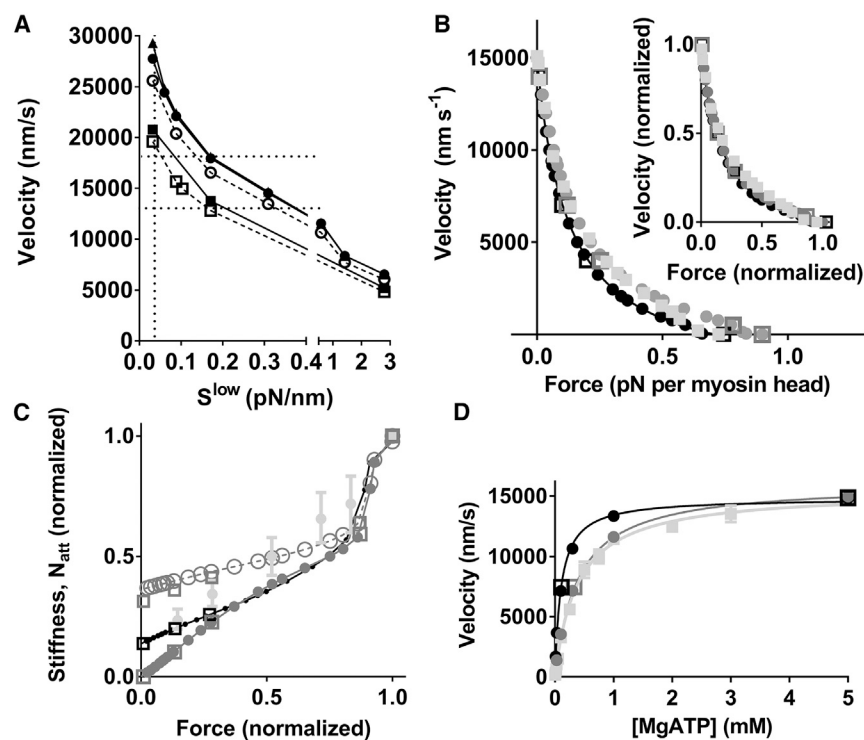 A
30000
25000
20000
15000
10000
5000
0
Velocity (nm/s)
0.0 0.1 0.2 0.3 0.4 1 2 3
S^low (pN/nm)
B
15000
10000
5000
Velocity (nm s⁻¹)
0.0 0.5 1.0
Force (pN per myosin head)
1.0
0.5
0.0
Velocity (normalized)
0.0 0.5 1.0
Force (normalized)
C
1.0
0.5
0.0
Stiffness, N_att (normalized)
0.0 0.5 1.0
Force (normalized)
D
15000
10000
5000
0
Velocity (nm/s)
0 1 2 3 4 5
[MgATP] (mM)